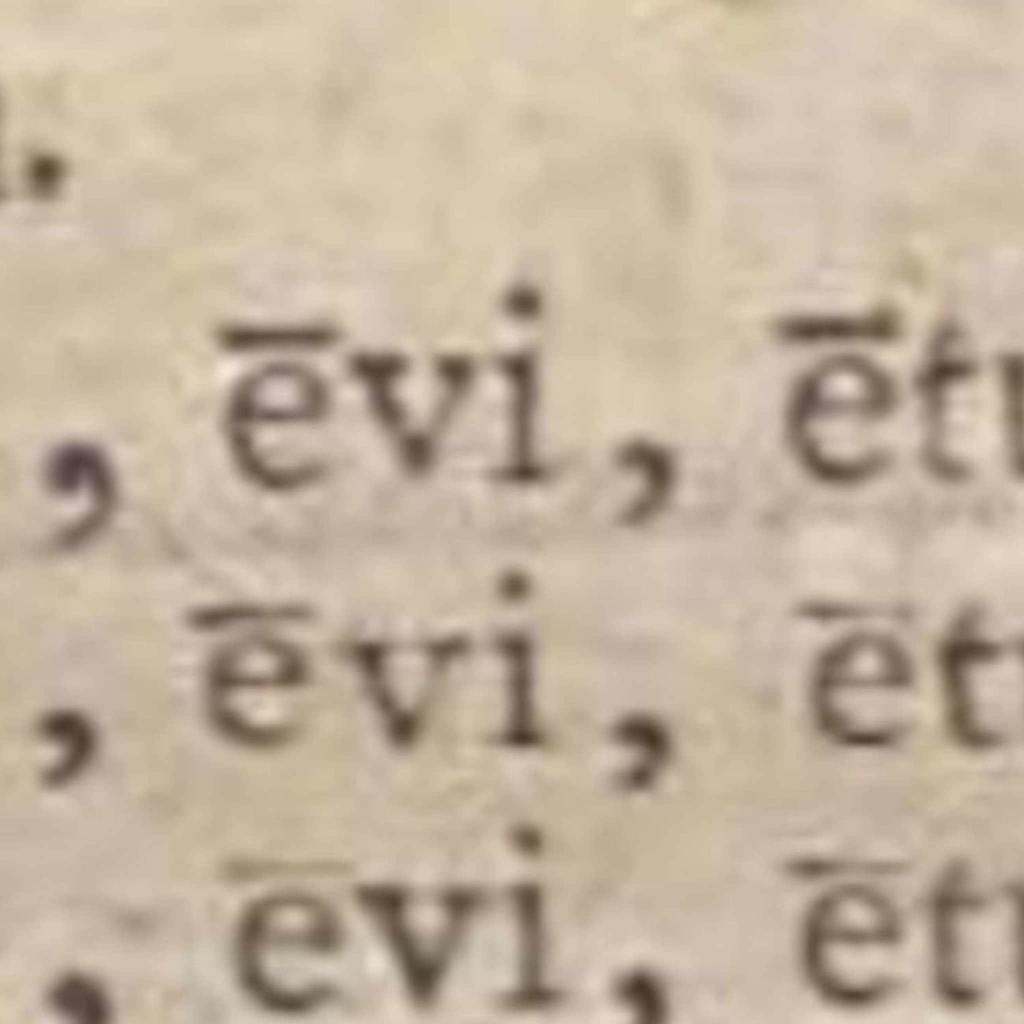 .
, ēvi, ēt
, ēvi, ēt
, ēvi, ēt